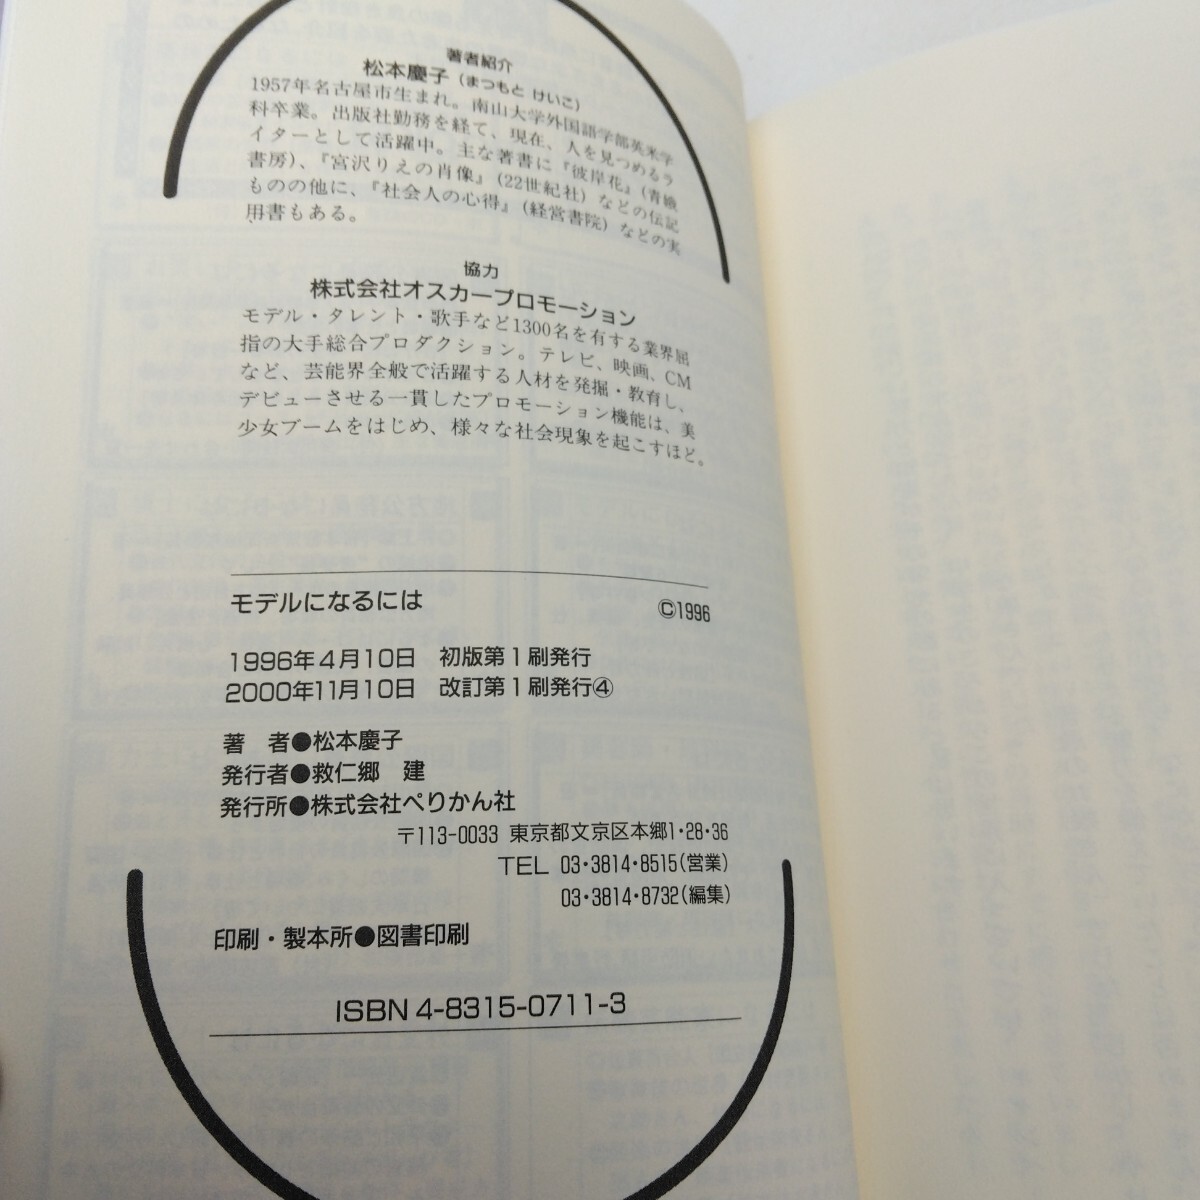 著者紹介
松本慶子（まつもと けいこ）
1957年名古屋市生まれ。南山大学外国語学部英米学
科卒業。出版社勤務を経て、現在、人を見つめるラ
イターとして活躍中。主な著書に『彼岸花』（青娥
書房）、『宮沢りえの肖像』（22世紀社）などの伝記
ものの他に、『社会人の心得』（経営書院）などの実
用書もある。
協力
株式会社オスカープロモーション
モデル・タレント・歌手など1300名を有する業界屈
指の大手総合プロダクション。テレビ、映画、CM
など、芸能界全般で活躍する人材を発掘・教育し、
デビューさせる一貫したプロモーション機能は、美
少女ブームをはじめ、様々な社会現象を起こすほど。
モデルになるには ©1996
1996年4月10日 初版第1刷発行
2000年11月10日 改訂第1刷発行④
著 者●松本慶子
発行者●救仁郷 建
発行所●株式会社ぺりかん社
〒113-0033 東京都文京区本郷1・28・36
TEL 03・3814・8515（営業）
03・3814・8732（編集）
印刷・製本所●図書印刷
ISBN4-8315-0711-3